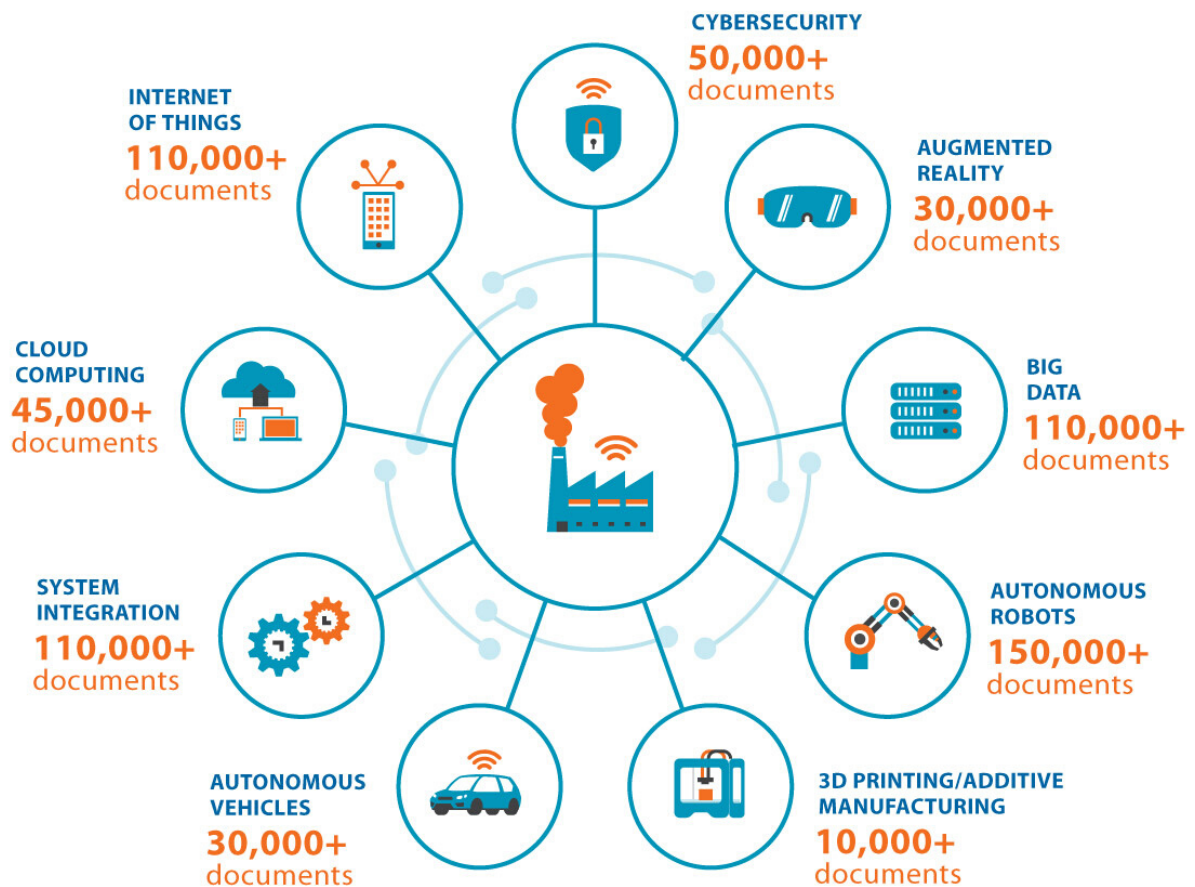 CYBERSECURITY
50,000+
documents
INTERNET
OF THINGS
110,000+
documents
AUGMENTED
REALITY
30,000+
documents
CLOUD
COMPUTING
45,000+
documents
BIG
DATA
110,000+
documents
SYSTEM
INTEGRATION
110,000+
documents
AUTONOMOUS
ROBOTS
150,000+
documents
AUTONOMOUS
VEHICLES
30,000+
documents
3D PRINTING/ADDITIVE
MANUFACTURING
10,000+
documents